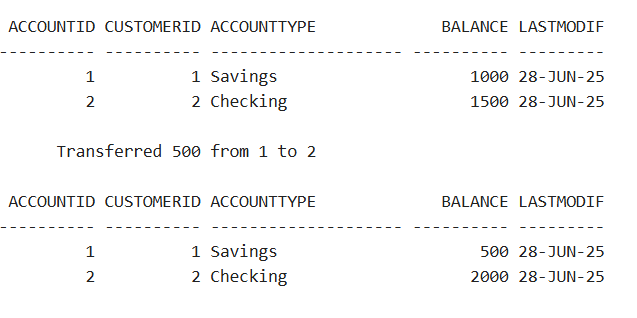 ACCOUNTID CUSTOMERID ACCOUNTTYPE             BALANCE LASTMODIF
---------- ---------- -------------------- ---------- ---------
         1          1 Savings                    1000 28-JUN-25
         2          2 Checking                   1500 28-JUN-25
Transferred 500 from 1 to 2
ACCOUNTID CUSTOMERID ACCOUNTTYPE             BALANCE LASTMODIF
---------- ---------- -------------------- ---------- ---------
         1          1 Savings                     500 28-JUN-25
         2          2 Checking                   2000 28-JUN-25